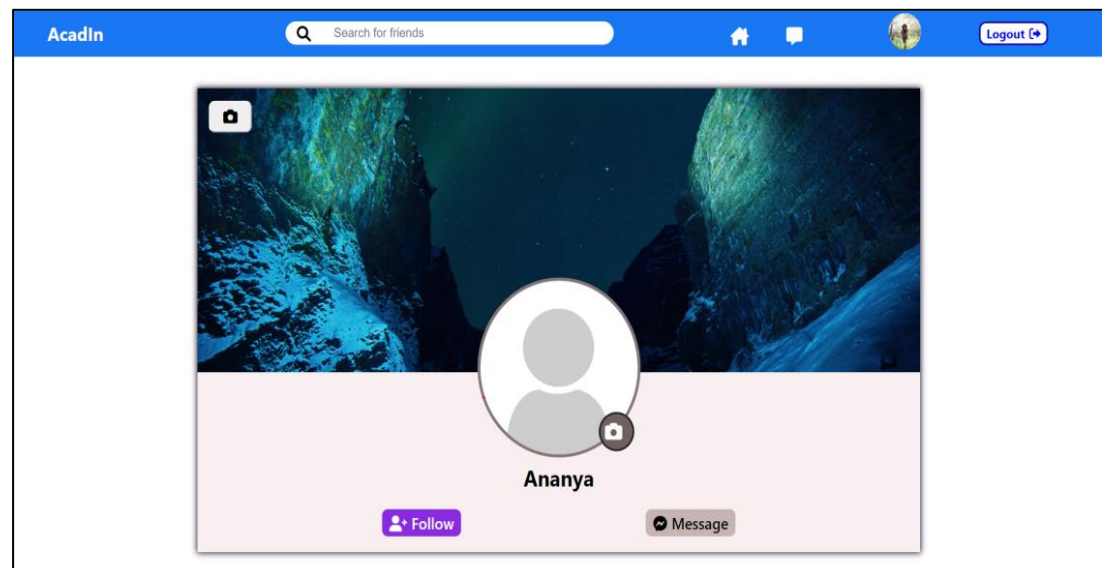 AcadIn
Search for friends
Logout
Ananya
Follow
Message